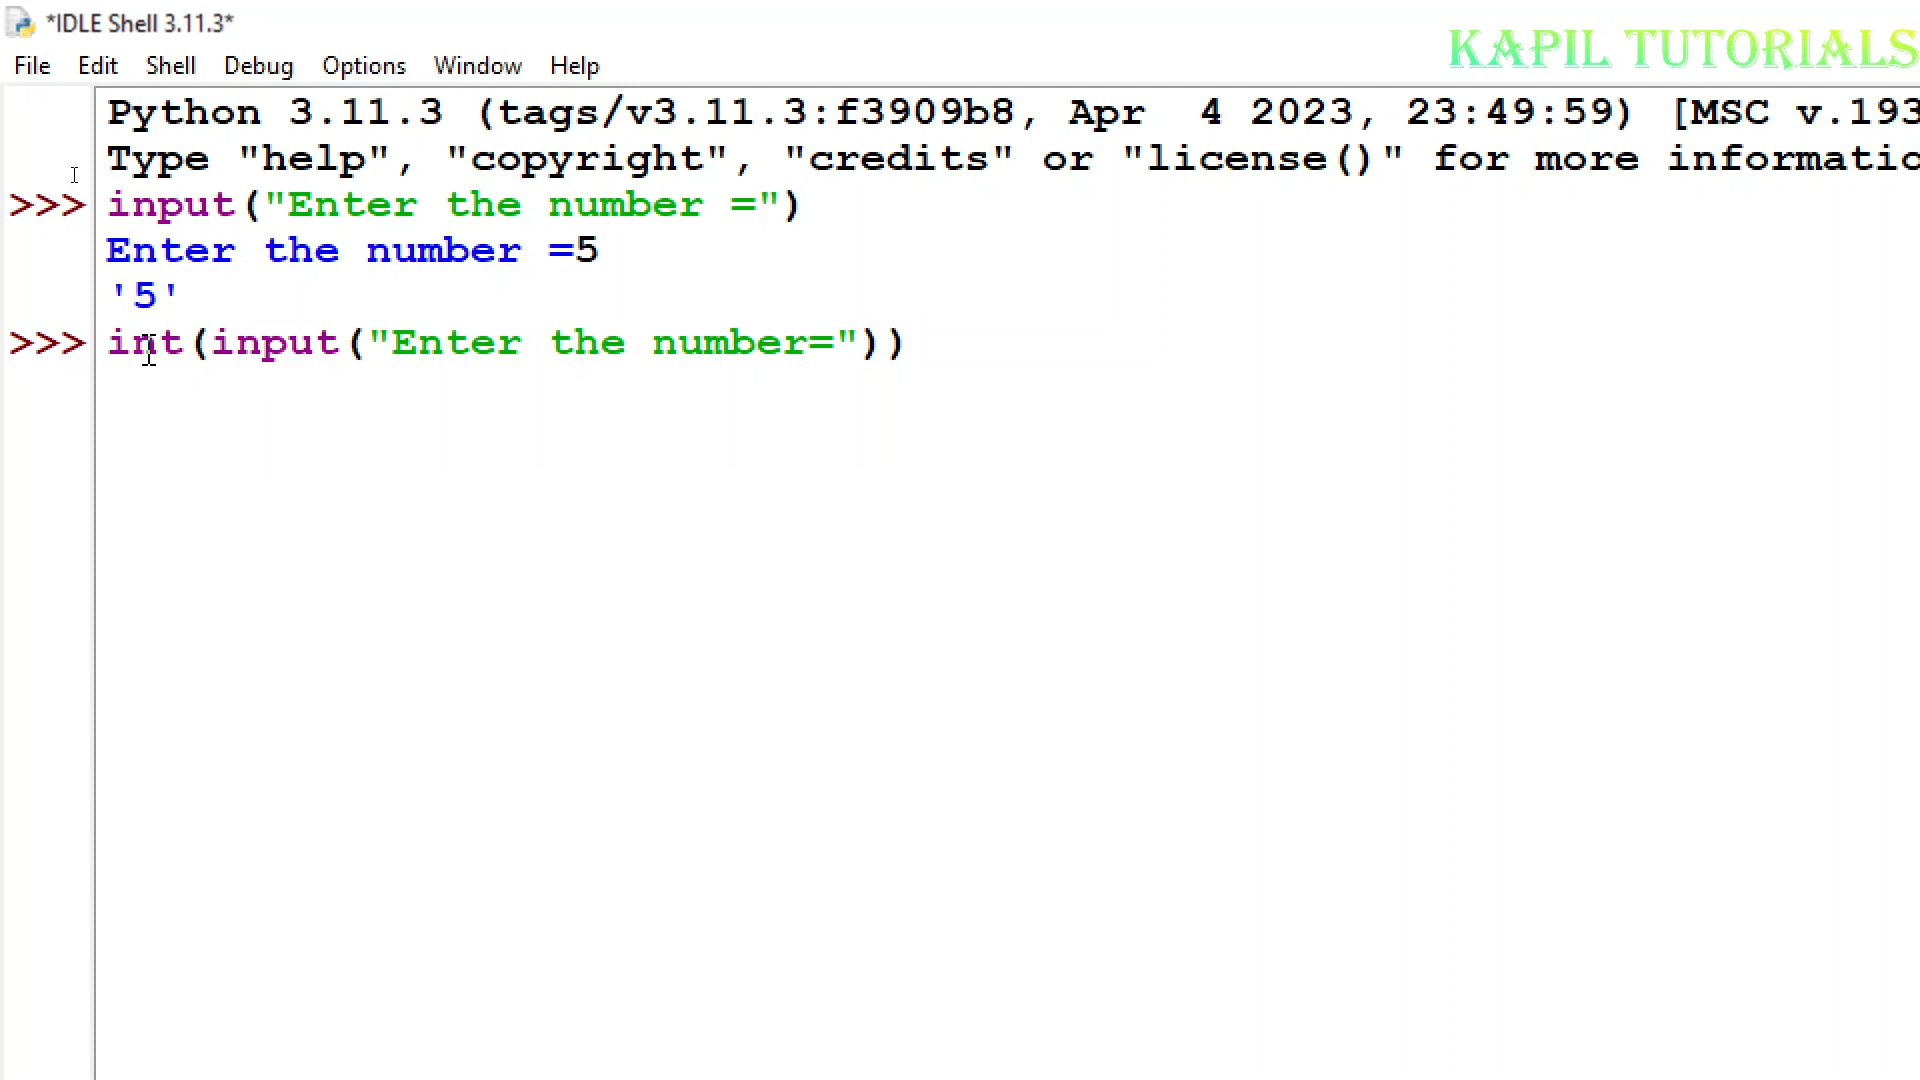 *IDLE Shell 3.11.3*
KAPIL TUTORIALS
File Edit Shell Debug Options Window Help
Python 3.11.3 (tags/v3.11.3:f3909b8, Apr  4 2023, 23:49:59) [MSC v.193
Type "help", "copyright", "credits" or "license()" for more informatic
>>> input("Enter the number =")
Enter the number =5
'5'
>>> int(input("Enter the number="))